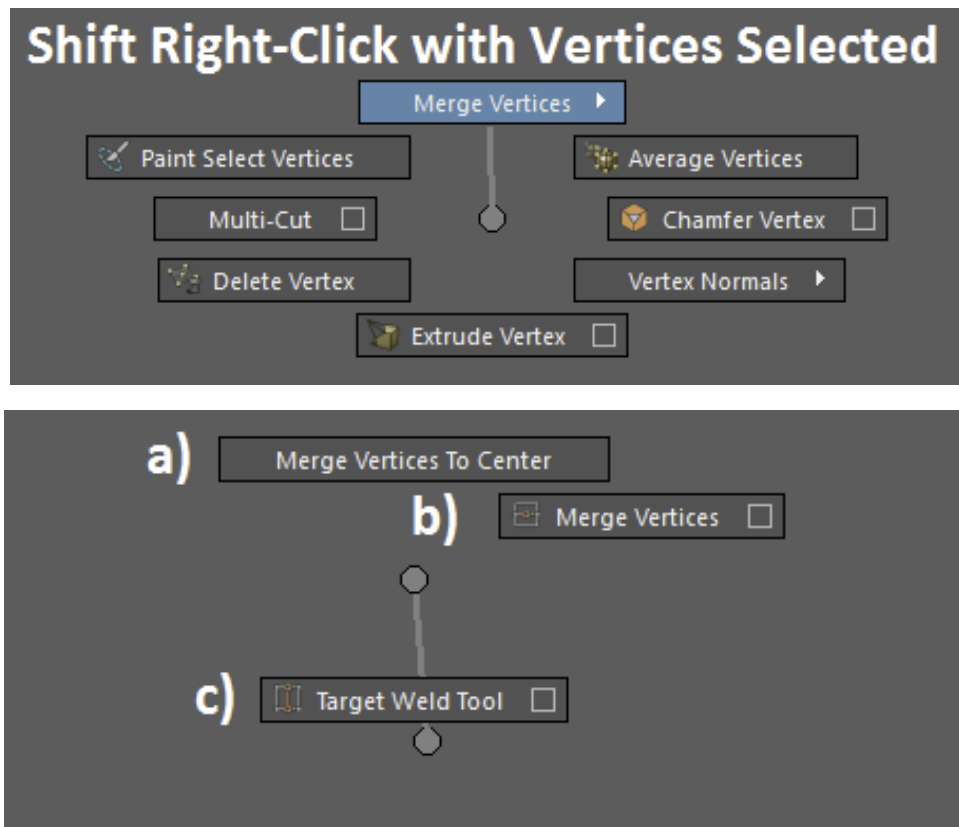 Shift Right-Click with Vertices Selected
Merge Vertices
Paint Select Vertices
Average Vertices
Multi-Cut
Chamfer Vertex
Delete Vertex
Vertex Normals
Extrude Vertex
a) Merge Vertices To Center
b) Merge Vertices
c) Target Weld Tool